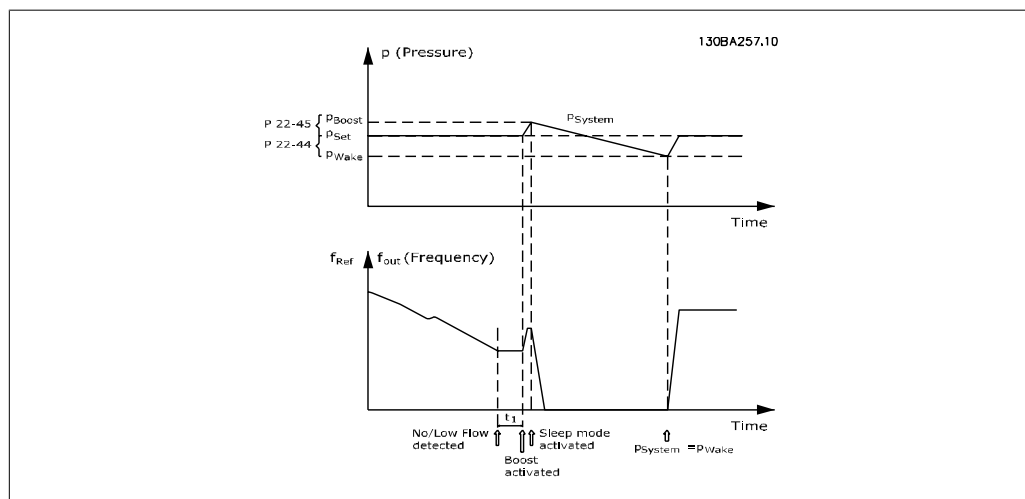 130BA257.10
p (Pressure)
P 22-45
pBoost
pSystem
pSet
P 22-44
pWake
Time
fRef
fout (Frequency)
t1
Time
No/Low Flow
detected
Sleep mode
activated
Boost
activated
pSystem =pWake